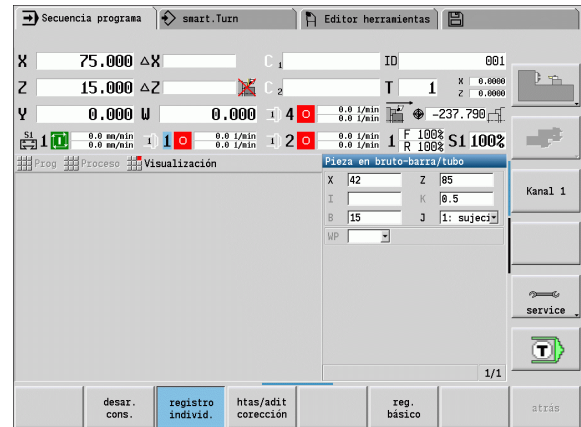 Secuencia programa smart.Turn Editor herramientas
X 75.000 ΔX C 1 ID 001
Z 15.000 ΔZ C 2 T 1 X 0.0000 Z 0.0000
Y 0.000 W 0.000 1) 4 0.0 1/min 0.0 1/min -237.790
S1 1 0.0 mm/min 0.0 mm/min 1) 1 0.0 1/min 0.0 1/min 1) 2 0.0 1/min 0.0 1/min 1 F 100% R 100% S1 100%
Prog Proceso Visualización
Pieza en bruto-barra/tubo
X 42 Z 85
I K 0.5
B 15 J 1: sujeci
WP
1/1
Kanal 1
service
T
desar. cons.
registro individ.
htas/adit corección
reg. básico
atrás